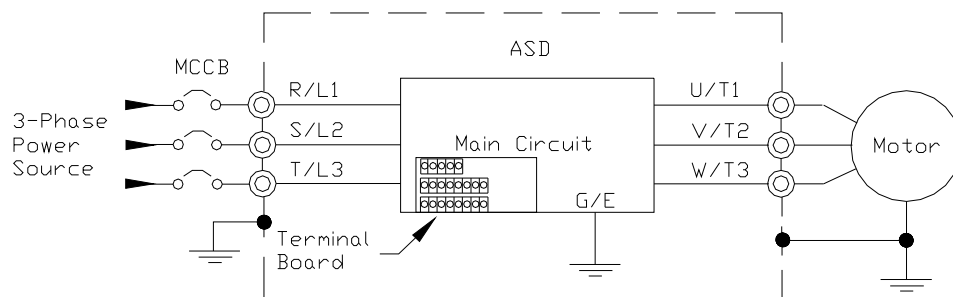 ASD
MCCB
R/L1
U/T1
3-Phase
Power
Source
S/L2
V/T2
Main Circuit
Motor
T/L3
W/T3
G/E
Terminal
Board